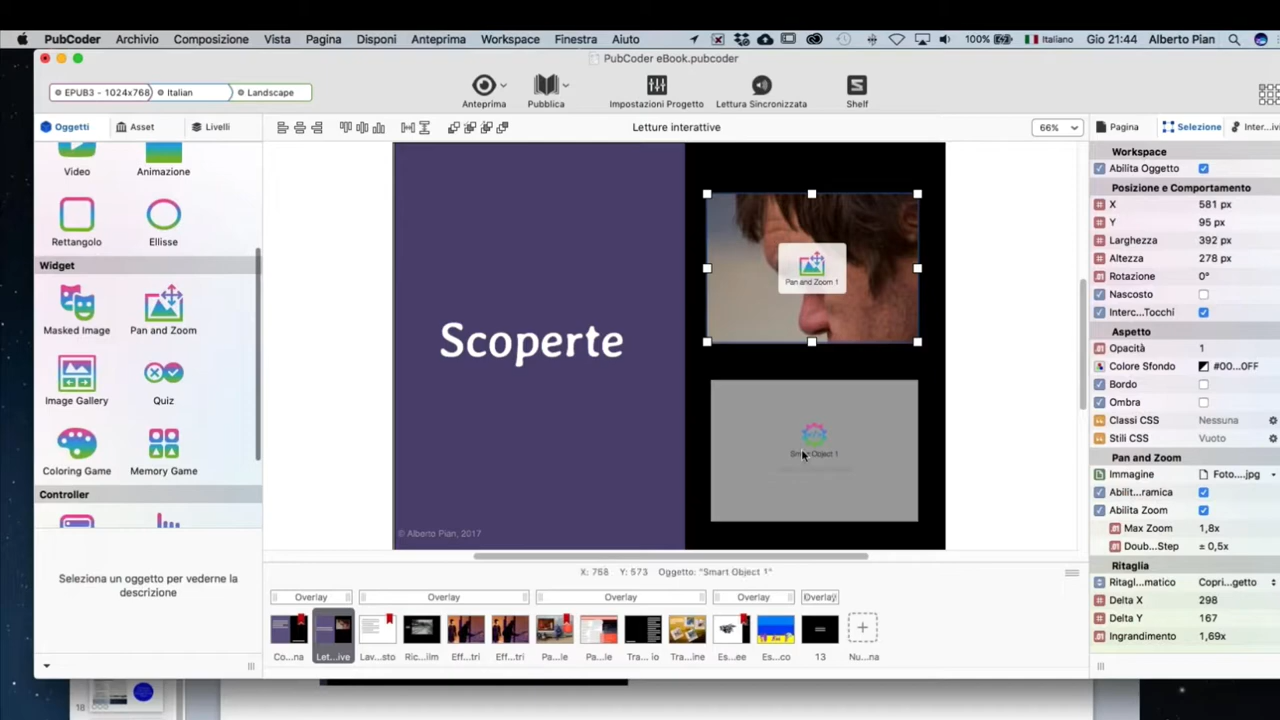 PubCoder Archivio Composizione Vista Pagina Disponi Anteprima Workspace Finestra Aiuto 100% Italiano Gio 21:44 Alberto Pian
PubCoder eBook.pubcoder
EPUB3 - 1024x768 Italian Landscape
Anteprima Pubblica Impostazioni Progetto Lettura Sincronizzata Shelf
Oggetti Asset Livelli Letture interattive 66% Pagina Selezione Inter...ivi
Video Animazione
Rettangolo Ellisse
Widget
Masked Image Pan and Zoom
Image Gallery Quiz
Coloring Game Memory Game
Controller
Seleziona un oggetto per vederne la
descrizione
Scoperte
© Alberto Pian, 2017
Pan and Zoom 1
Smart Object 1
X: 768 Y: 573 Oggetto: "Smart Object 1"
Overlay Overlay Overlay Overlay Overlay
Co...na Let...ive Lav...sto Ric...ilm Eff...tri Eff...tri Pa...le Pa...le Tra... io Tra...ine Es...ee Es...co 13 Nu...na
Workspace
Abilita Oggetto
Posizione e Comportamento
X 581 px
Y 95 px
Larghezza 392 px
Altezza 278 px
Rotazione 0°
Nascosto
Interc...Tocchi
Aspetto
Opacità 1
Colore Sfondo #00...0FF
Bordo
Ombra
Classi CSS Nessuna
Stili CSS Vuoto
Pan and Zoom
Immagine Foto....jpg
Abilit...ramica
Abilita Zoom
Max Zoom 1,8x
Doub...Step ± 0,5x
Ritaglia
Ritagl...matico Copri...getto
Delta X 298
Delta Y 167
Ingrandimento 1,69x
18